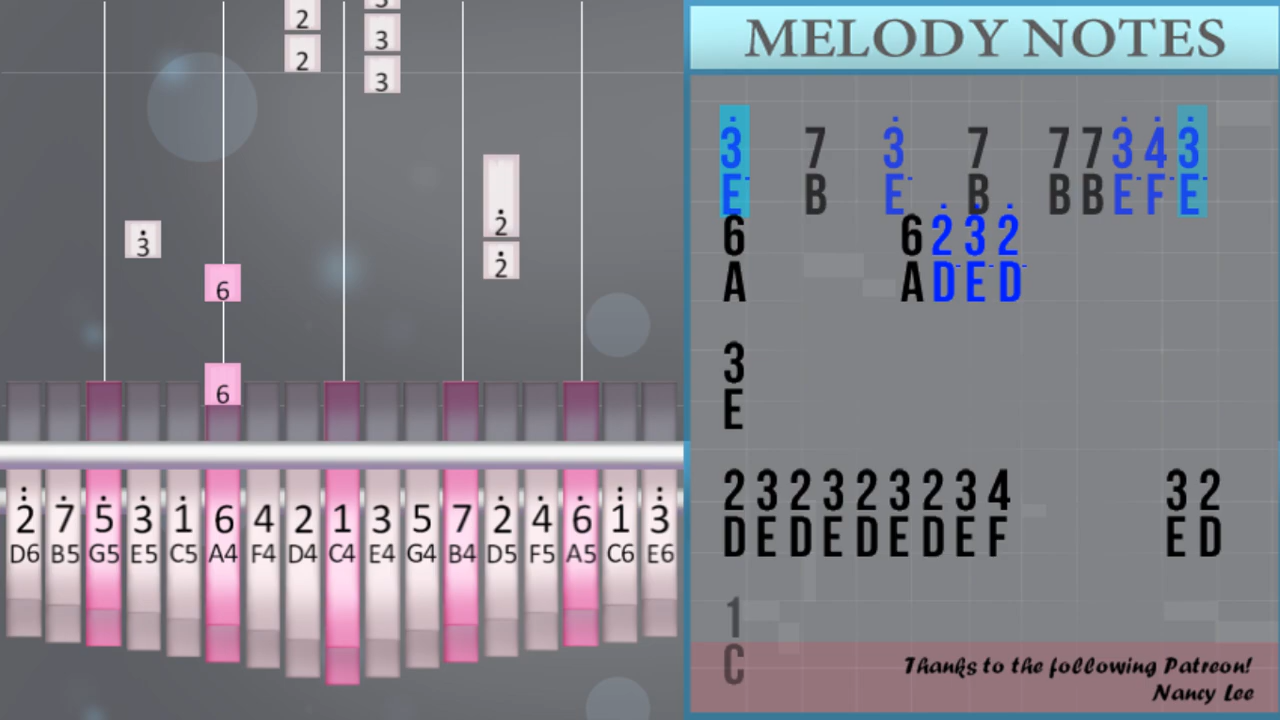 2 3
2 3
3̇ 2̇
6 2̇
6
2̈ 7̇ 5̇ 3̇ 1̇ 6 4 2 1 3 5 7 2̇ 4̇ 6̇ 1̈ 3̈
D6 B5 G5 E5 C5 A4 F4 D4 C4 E4 G4 B4 D5 F5 A5 C6 E6
MELODY NOTES
3̇ 7 3̇ 7 7 7 3̇ 4̇ 3̇
E B E B B B E F E
6 6 2̇ 3̇ 2̇
A A D E D
3
E
2 3 2 3 2 3 2 3 4 3 2
D E D E D E D E F E D
1
C
Thanks to the following Patreon!
Nancy Lee